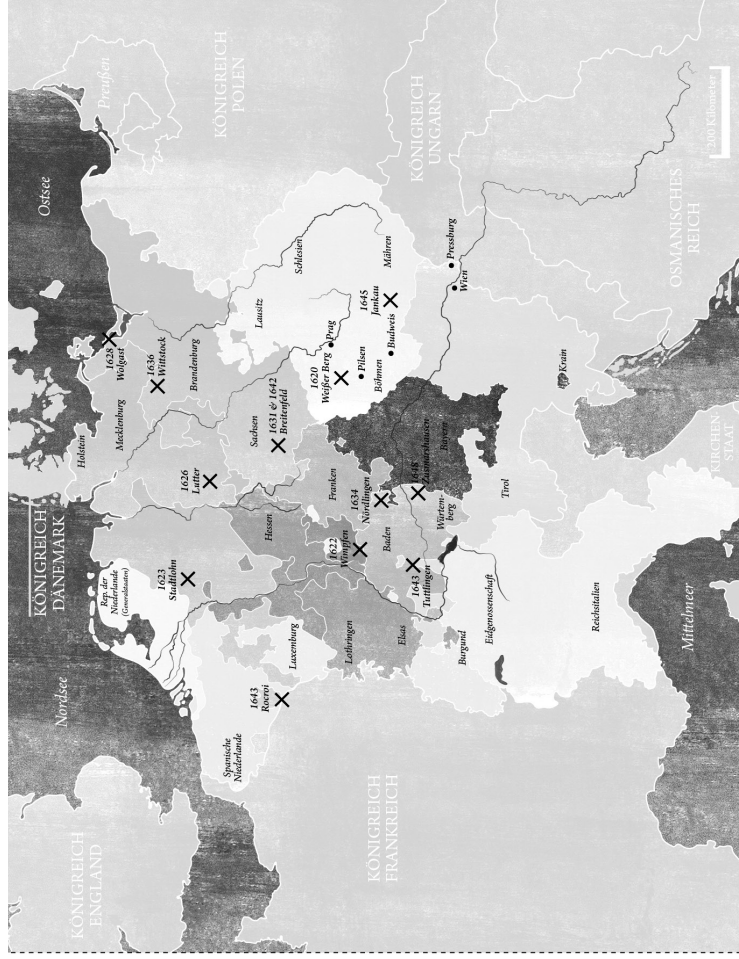 KÖNIGREICH
ENGLAND
Nordsee
KÖNIGREICH
DÄNEMARK
Holstein
Ostsee
Preußen
Mecklenburg
1628
Wolgast
1636
Wittstock
Brandenburg
KÖNIGREICH
POLEN
Rep. der
Niederlande
(Generalstaaten)
1623
Stadtlohn
1626
Lutter
Spanische
Niederlande
1643
Rocroi
Luxemburg
Hessen
Sachsen
1631 & 1642
Breitenfeld
Lausitz
Schlesien
KÖNIGREICH
FRANKREICH
Lothringen
Elsas
1622
Wimpfen
Franken
1620
Weißer Berg
Prag
Pilsen
Böhmen
Budweis
1645
Jankau
Mähren
KÖNIGREICH
UNGARN
Baden
1634
Nördlingen
1643
Tuttlingen
Würtem-
berg
1648
Zusmarshausen
Bayern
Wien
Pressburg
Burgund
Eidgenossenschaft
Tirol
Krain
Reichsitalien
KIRCHEN-
STAAT
OSMANISCHES
REICH
Mittelmeer
200 Kilometer